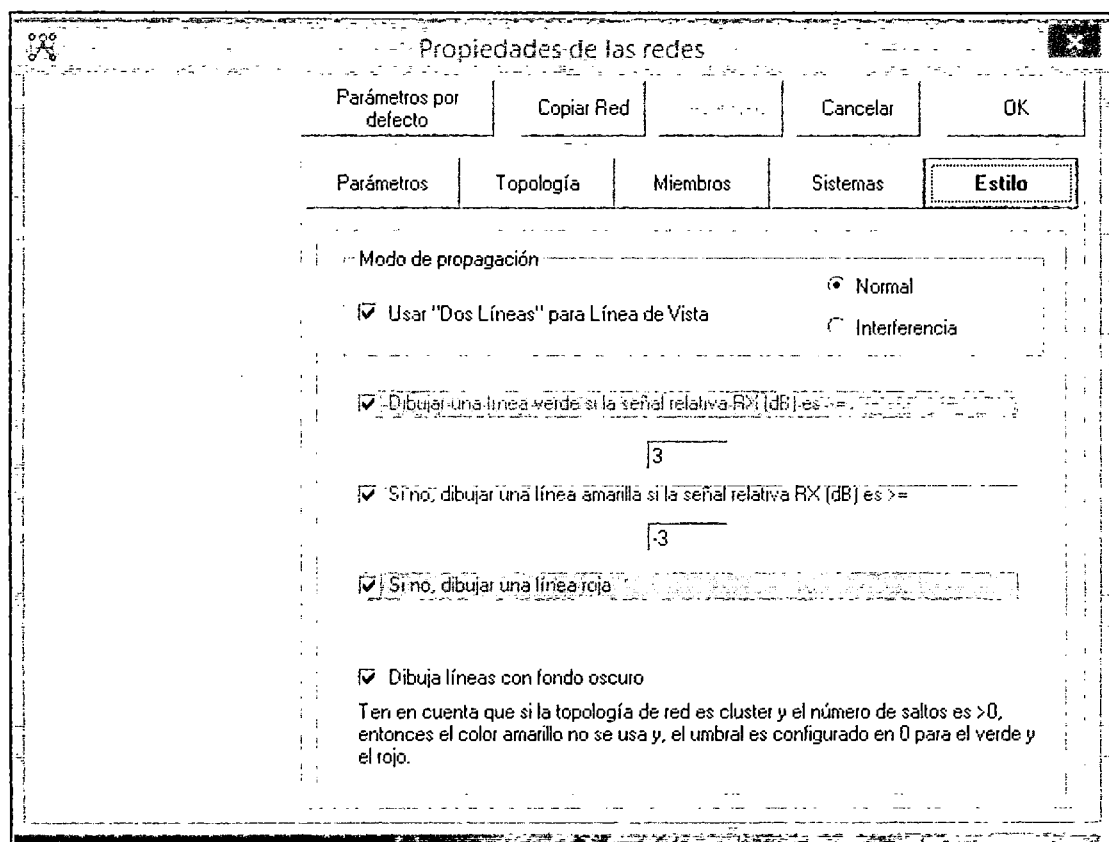 Propiedades de las redes
Parámetros por defecto
Copiar Red
Cancelar
OK
Parámetros
Topología
Miembros
Sistemas
Estilo
Modo de propagación
Usar "Dos Líneas" para Línea de Vista
Normal
Interferencia
Dibujar una línea verde si la señal relativa RX (dB) es >=
3
Si no, dibujar una línea amarilla si la señal relativa RX (dB) es >=
-3
Si no, dibujar una línea roja
Dibuja líneas con fondo oscuro
Ten en cuenta que si la topología de red es cluster y el número de saltos es >0,
entonces el color amarillo no se usa y, el umbral es configurado en 0 para el verde y
el rojo.